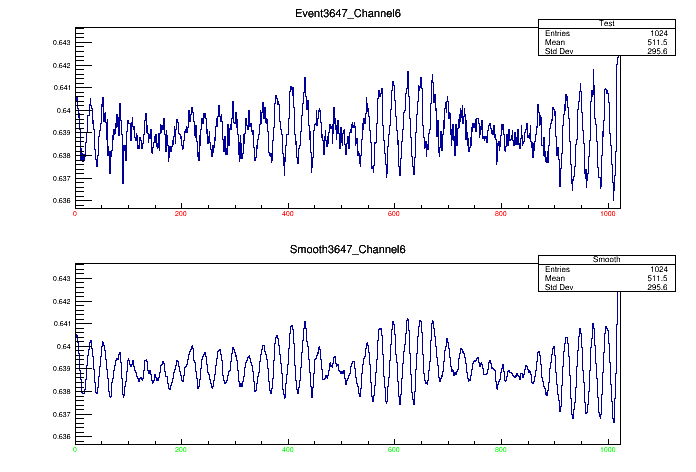 Event3647_Channel6
Test
Entries 1024
Mean 511.5
Std Dev 295.6
0.643
0.642
0.641
0.64
0.639
0.638
0.637
0.636
0 200 400 600 800 1000
Smooth3647_Channel6
Smooth
Entries 1024
Mean 511.5
Std Dev 295.6
0.643
0.642
0.641
0.64
0.639
0.638
0.637
0.636
0 200 400 600 800 1000